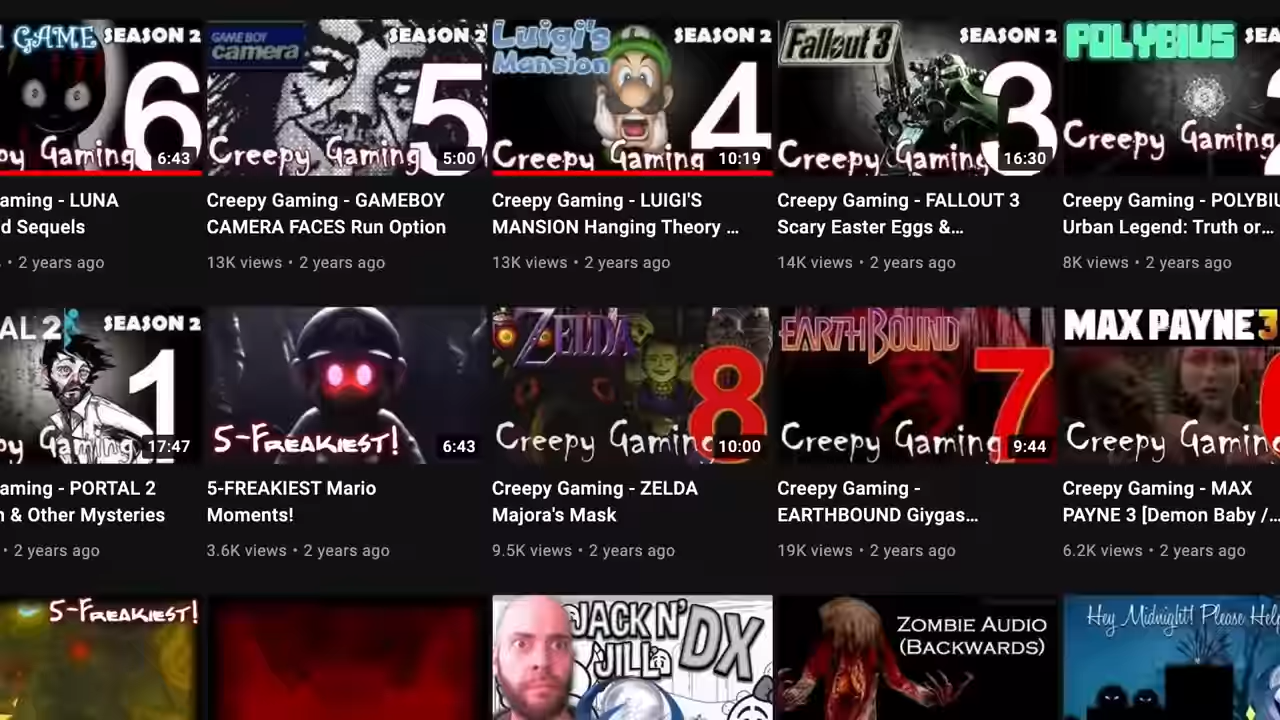 GAME SEASON 2
6
py Gaming 6:43
aming - LUNA
d Sequels
• 2 years ago
GAME BOY
camera SEASON 2
5
Creepy Gaming 5:00
Creepy Gaming - GAMEBOY
CAMERA FACES Run Option
13K views • 2 years ago
Luigi's
Mansion SEASON 2
4
Creepy Gaming 10:19
Creepy Gaming - LUIGI'S
MANSION Hanging Theory ...
13K views • 2 years ago
Fallout 3 SEASON 2
3
Creepy Gaming 16:30
Creepy Gaming - FALLOUT 3
Scary Easter Eggs &...
14K views • 2 years ago
POLYBIUS SEA
2
Creepy Gaming
Creepy Gaming - POLYBIU
Urban Legend: Truth or...
8K views • 2 years ago
AL 2 SEASON 2
1
py Gaming 17:47
aming - PORTAL 2
n & Other Mysteries
• 2 years ago
5-FREAKIEST! 6:43
5-FREAKIEST Mario
Moments!
3.6K views • 2 years ago
ZELDA
8
Creepy Gaming 10:00
Creepy Gaming - ZELDA
Majora's Mask
9.5K views • 2 years ago
EARTHBOUND
7
Creepy Gaming 9:44
Creepy Gaming -
EARTHBOUND Giygas...
19K views • 2 years ago
MAX PAYNE 3
Creepy Gaming
Creepy Gaming - MAX
PAYNE 3 [Demon Baby /...
6.2K views • 2 years ago
5-FREAKIEST!
JACK N'
JILL DX
ZOMBIE AUDIO
(BACKWARDS)
Hey Midnight! Please Help